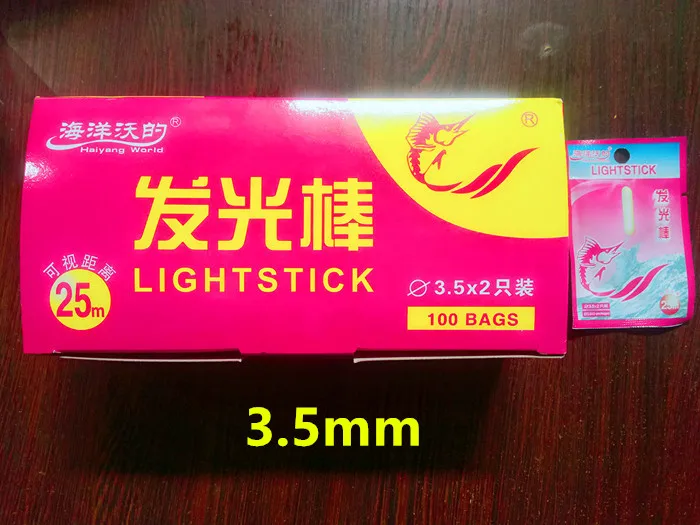 海洋沃的®
Haiyang World
®
发光棒
LIGHTSTICK
可视距离
25m
⌀3.5x2只装
100 BAGS
LIGHTSTICK
发光棒
3.5mm